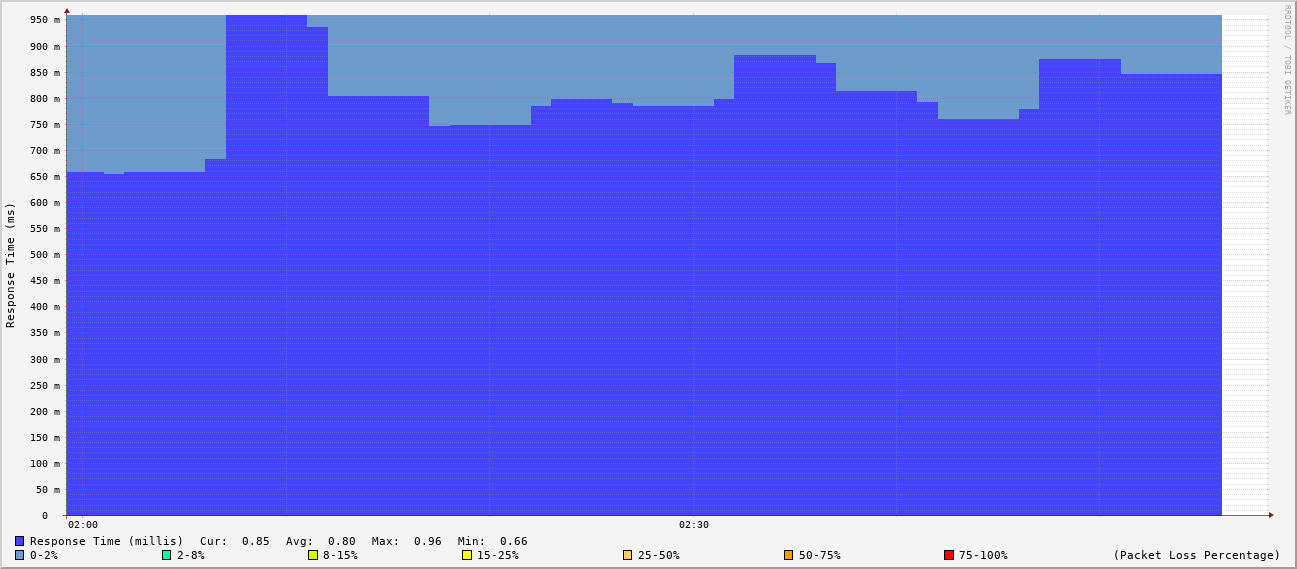 RRDTOOL / TOBI OETIKER
Response Time (ms)
950 m
900 m
850 m
800 m
750 m
700 m
650 m
600 m
550 m
500 m
450 m
400 m
350 m
300 m
250 m
200 m
150 m
100 m
50 m
0
02:00 02:30
Response Time (millis) Cur: 0.85 Avg: 0.80 Max: 0.96 Min: 0.66
0-2% 2-8% 8-15% 15-25% 25-50% 50-75% 75-100% (Packet Loss Percentage)